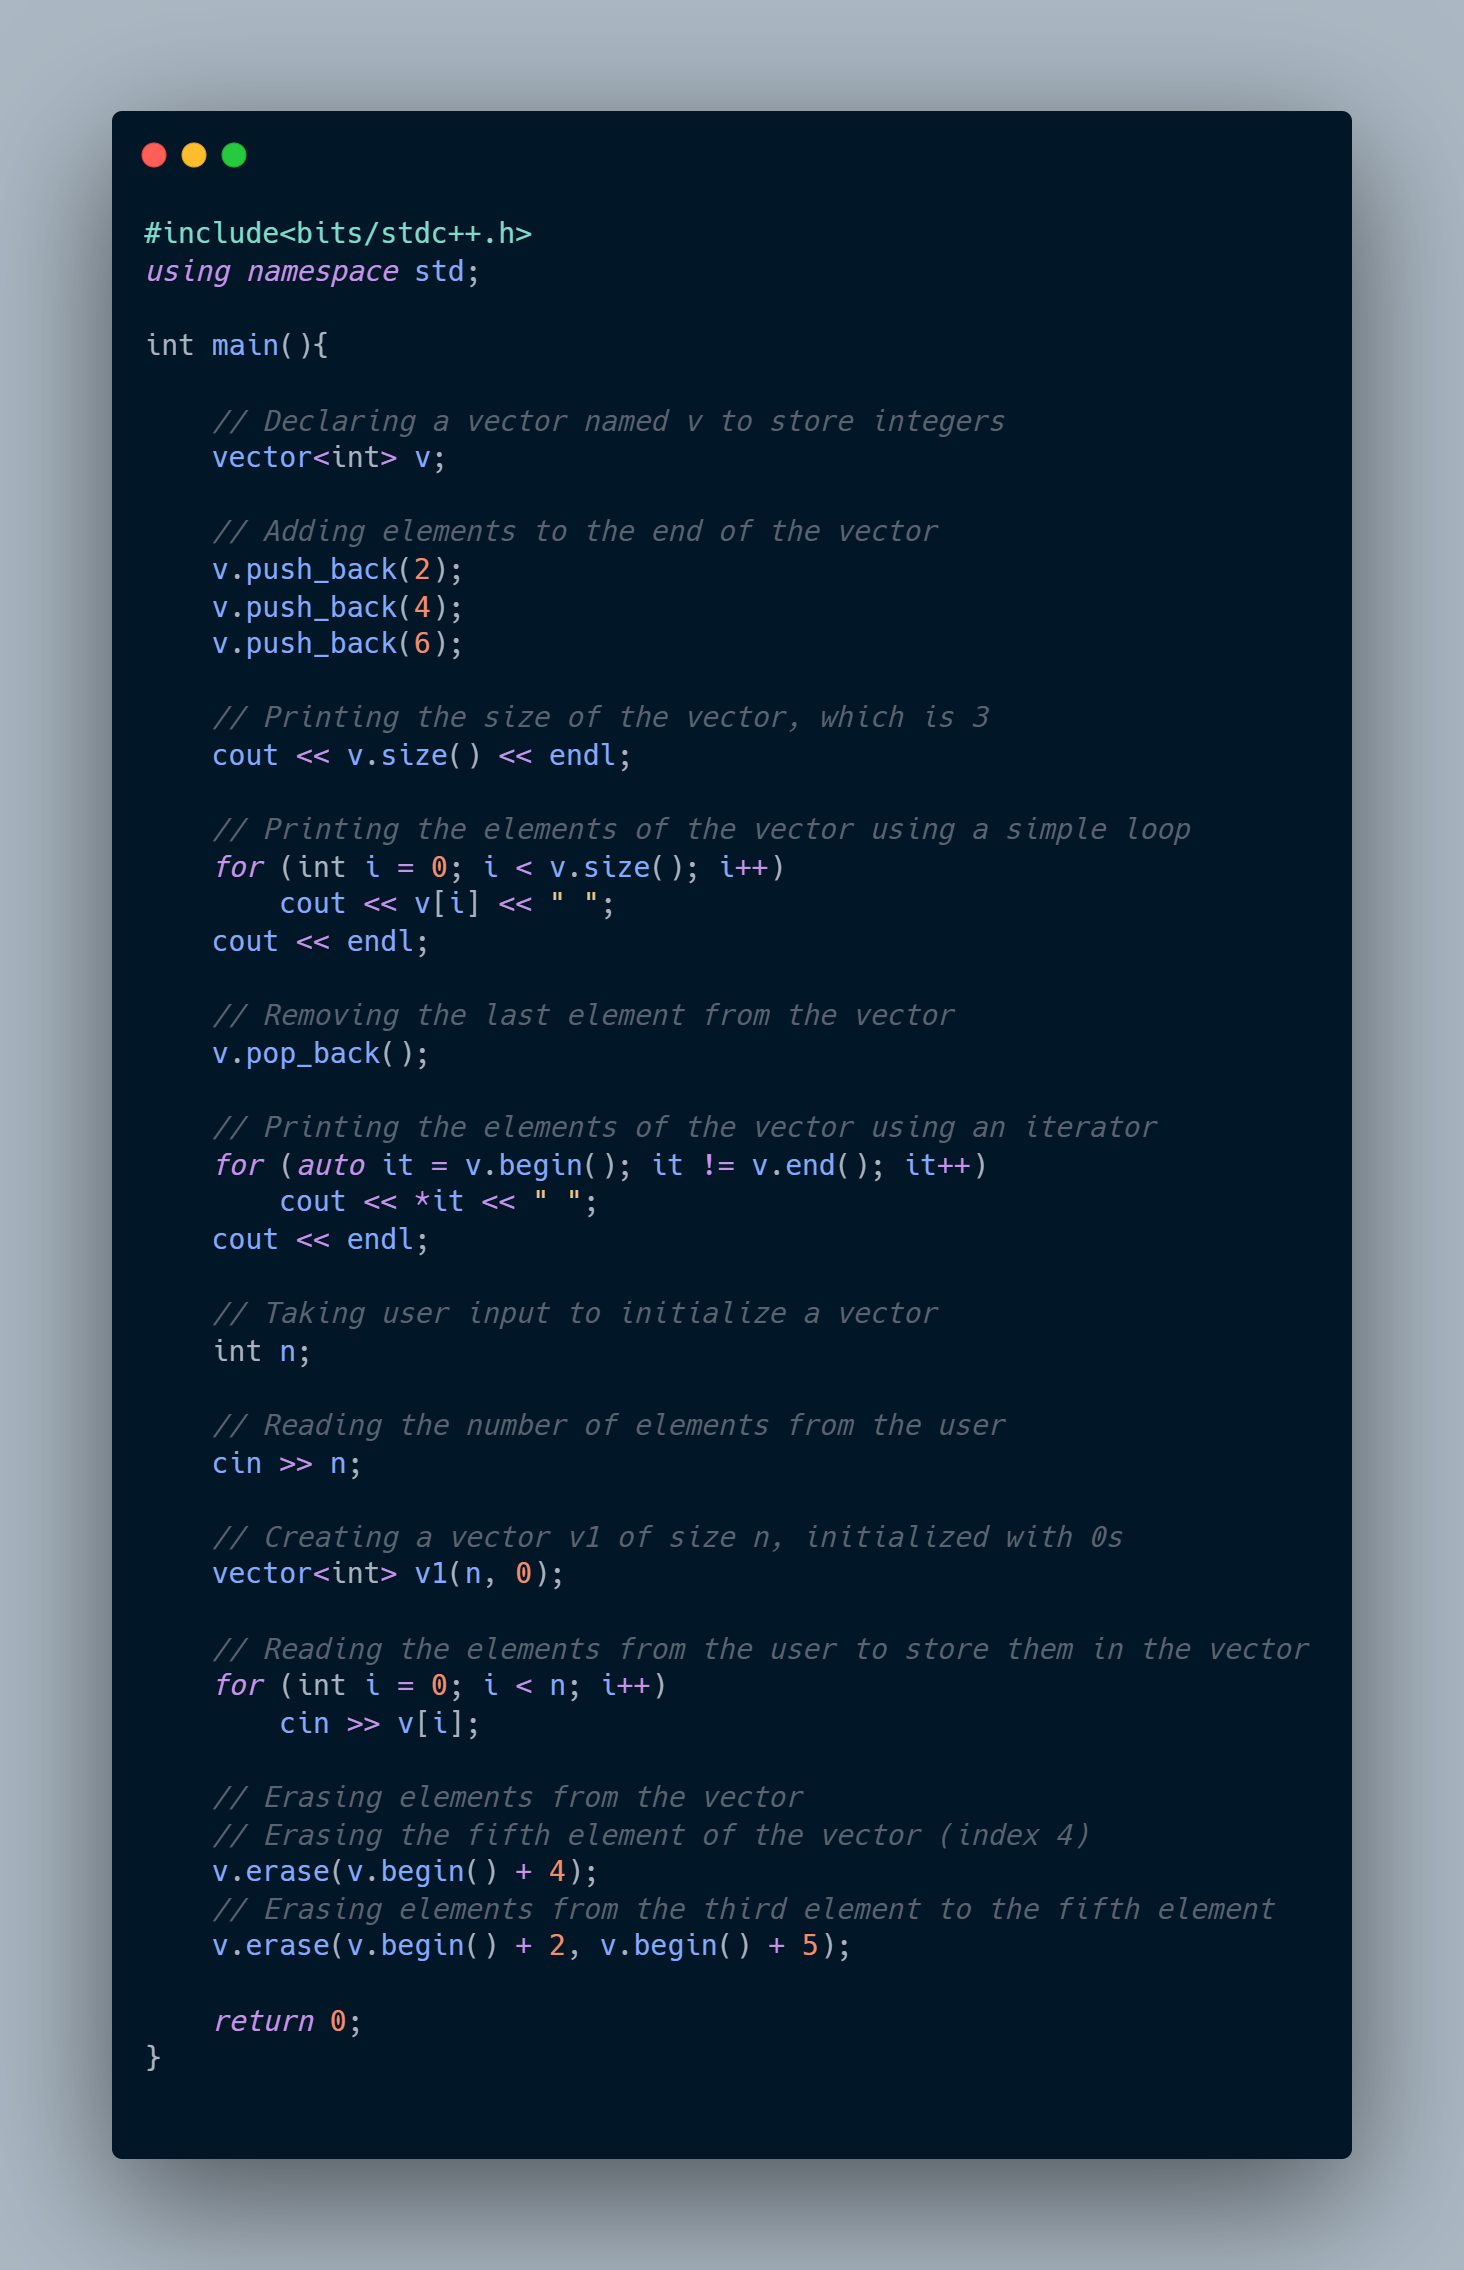 #include<bits/stdc++.h>
using namespace std;

int main(){

    // Declaring a vector named v to store integers
    vector<int> v;

    // Adding elements to the end of the vector
    v.push_back(2);
    v.push_back(4);
    v.push_back(6);

    // Printing the size of the vector, which is 3
    cout << v.size() << endl;

    // Printing the elements of the vector using a simple loop
    for (int i = 0; i < v.size(); i++)
        cout << v[i] << " ";
    cout << endl;

    // Removing the last element from the vector
    v.pop_back();

    // Printing the elements of the vector using an iterator
    for (auto it = v.begin(); it != v.end(); it++)
        cout << *it << " ";
    cout << endl;

    // Taking user input to initialize a vector
    int n;

    // Reading the number of elements from the user
    cin >> n;

    // Creating a vector v1 of size n, initialized with 0s
    vector<int> v1(n, 0);

    // Reading the elements from the user to store them in the vector
    for (int i = 0; i < n; i++)
        cin >> v[i];

    // Erasing elements from the vector
    // Erasing the fifth element of the vector (index 4)
    v.erase(v.begin() + 4);
    // Erasing elements from the third element to the fifth element
    v.erase(v.begin() + 2, v.begin() + 5);

    return 0;
}